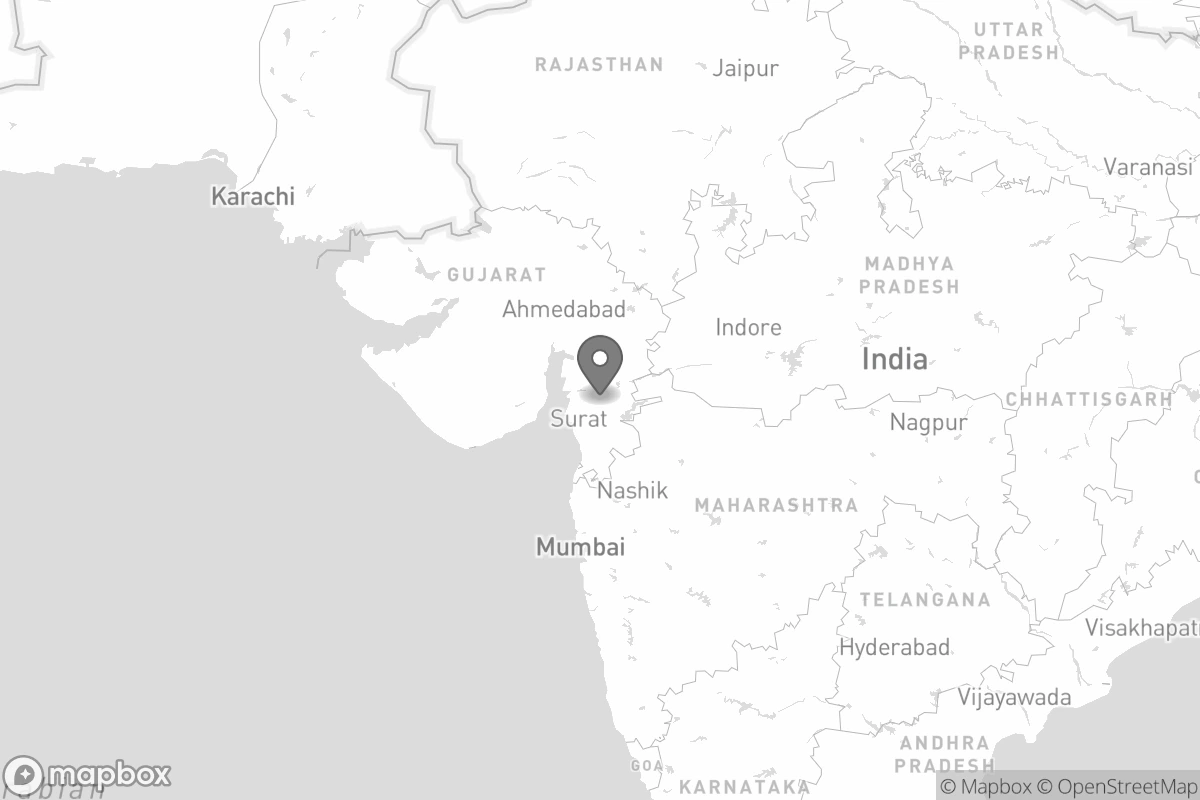 UTTAR
PRADESH
RAJASTHAN
Jaipur
Varanasi
Karachi
MADHYA
PRADESH
GUJARAT
Ahmedabad
Indore
India
CHHATTISGARH
Surat
Nagpur
Nashik
MAHARASHTRA
Mumbai
TELANGANA
Visakhapat
Hyderabad
Vijayawada
ANDHRA
PRADESH
GOA
KARNATAKA
mapbox
© Mapbox © OpenStreetMap